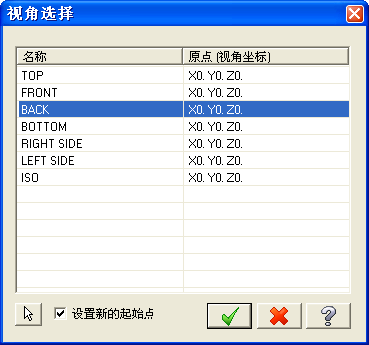 视角选择
名称 原点 (视角坐标)
TOP X0. Y0. Z0.
FRONT X0. Y0. Z0.
BACK X0. Y0. Z0.
BOTTOM X0. Y0. Z0.
RIGHT SIDE X0. Y0. Z0.
LEFT SIDE X0. Y0. Z0.
ISO X0. Y0. Z0.
设置新的起始点